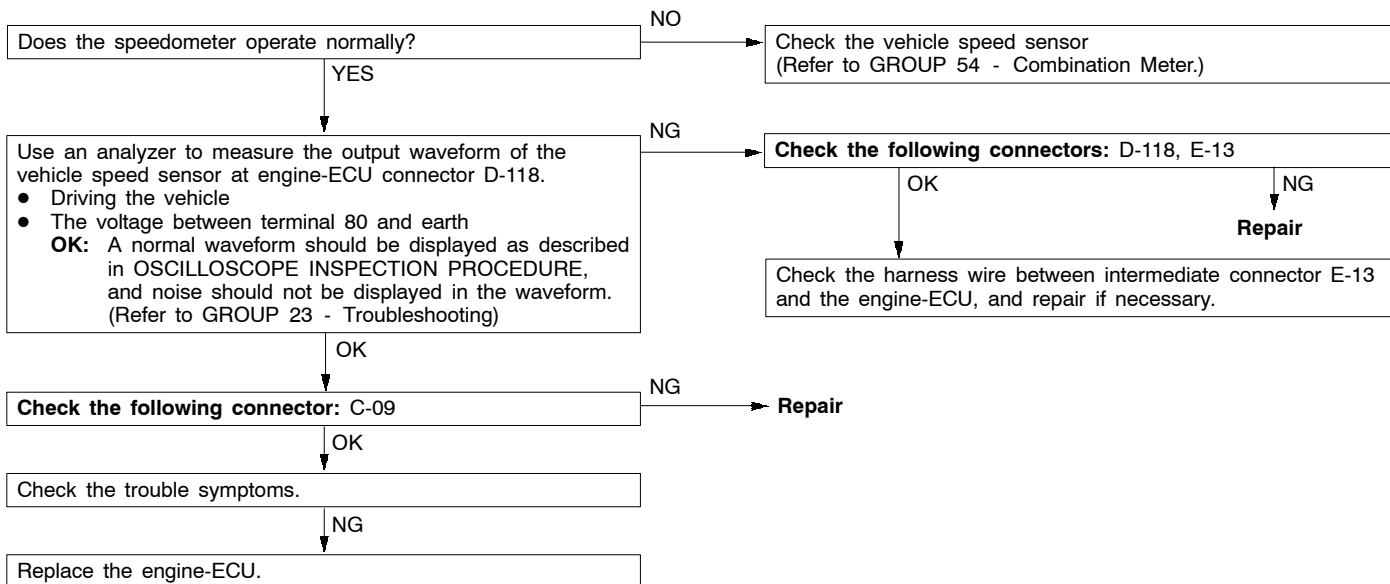 Does the speedometer operate normally?
NO
Check the vehicle speed sensor
(Refer to GROUP 54 - Combination Meter.)
YES
Use an analyzer to measure the output waveform of the
vehicle speed sensor at engine-ECU connector D-118.
● Driving the vehicle
● The voltage between terminal 80 and earth
OK: A normal waveform should be displayed as described
in OSCILLOSCOPE INSPECTION PROCEDURE,
and noise should not be displayed in the waveform.
(Refer to GROUP 23 - Troubleshooting)
NG
Check the following connectors: D-118, E-13
OK
NG
Repair
Check the harness wire between intermediate connector E-13
and the engine-ECU, and repair if necessary.
OK
Check the following connector: C-09
NG
Repair
OK
Check the trouble symptoms.
NG
Replace the engine-ECU.